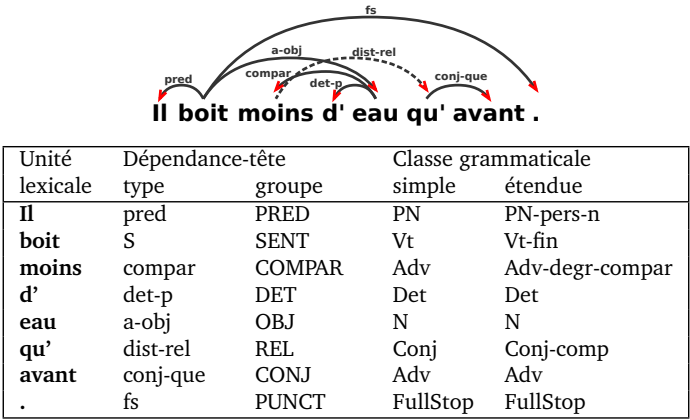 fs
a-obj dist-rel
pred compar det-p conj-que
Il boit moins d' eau qu' avant .
Unité Dépendance-tête Classe grammaticale
lexicale type groupe simple étendue
Il pred PRED PN PN-pers-n
boit S SENT Vt Vt-fin
moins compar COMPAR Adv Adv-degr-compar
d’ det-p DET Det Det
eau a-obj OBJ N N
qu’ dist-rel REL Conj Conj-comp
avant conj-que CONJ Adv Adv
. fs PUNCT FullStop FullStop